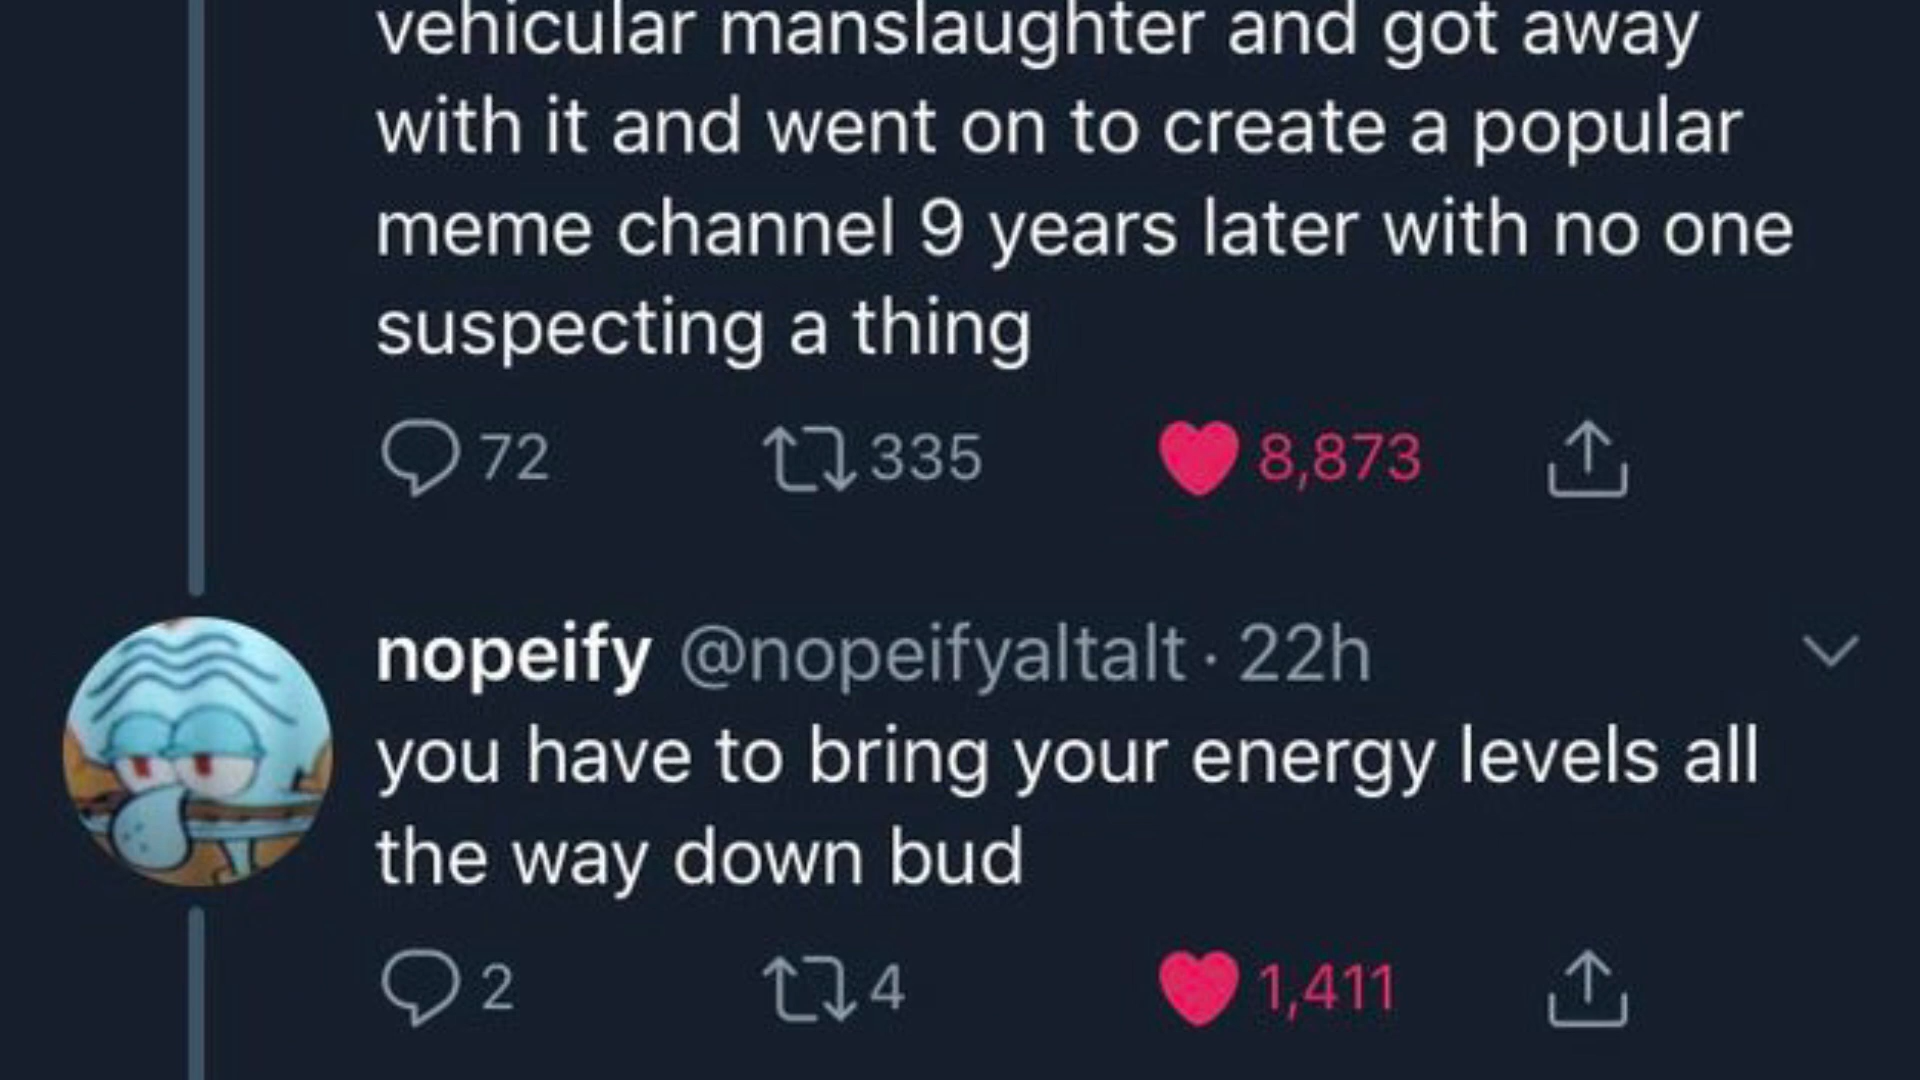 vehicular manslaughter and got away
with it and went on to create a popular
meme channel 9 years later with no one
suspecting a thing
72 335 8,873
nopeify @nopeifyaltalt · 22h
you have to bring your energy levels all
the way down bud
2 4 1,411